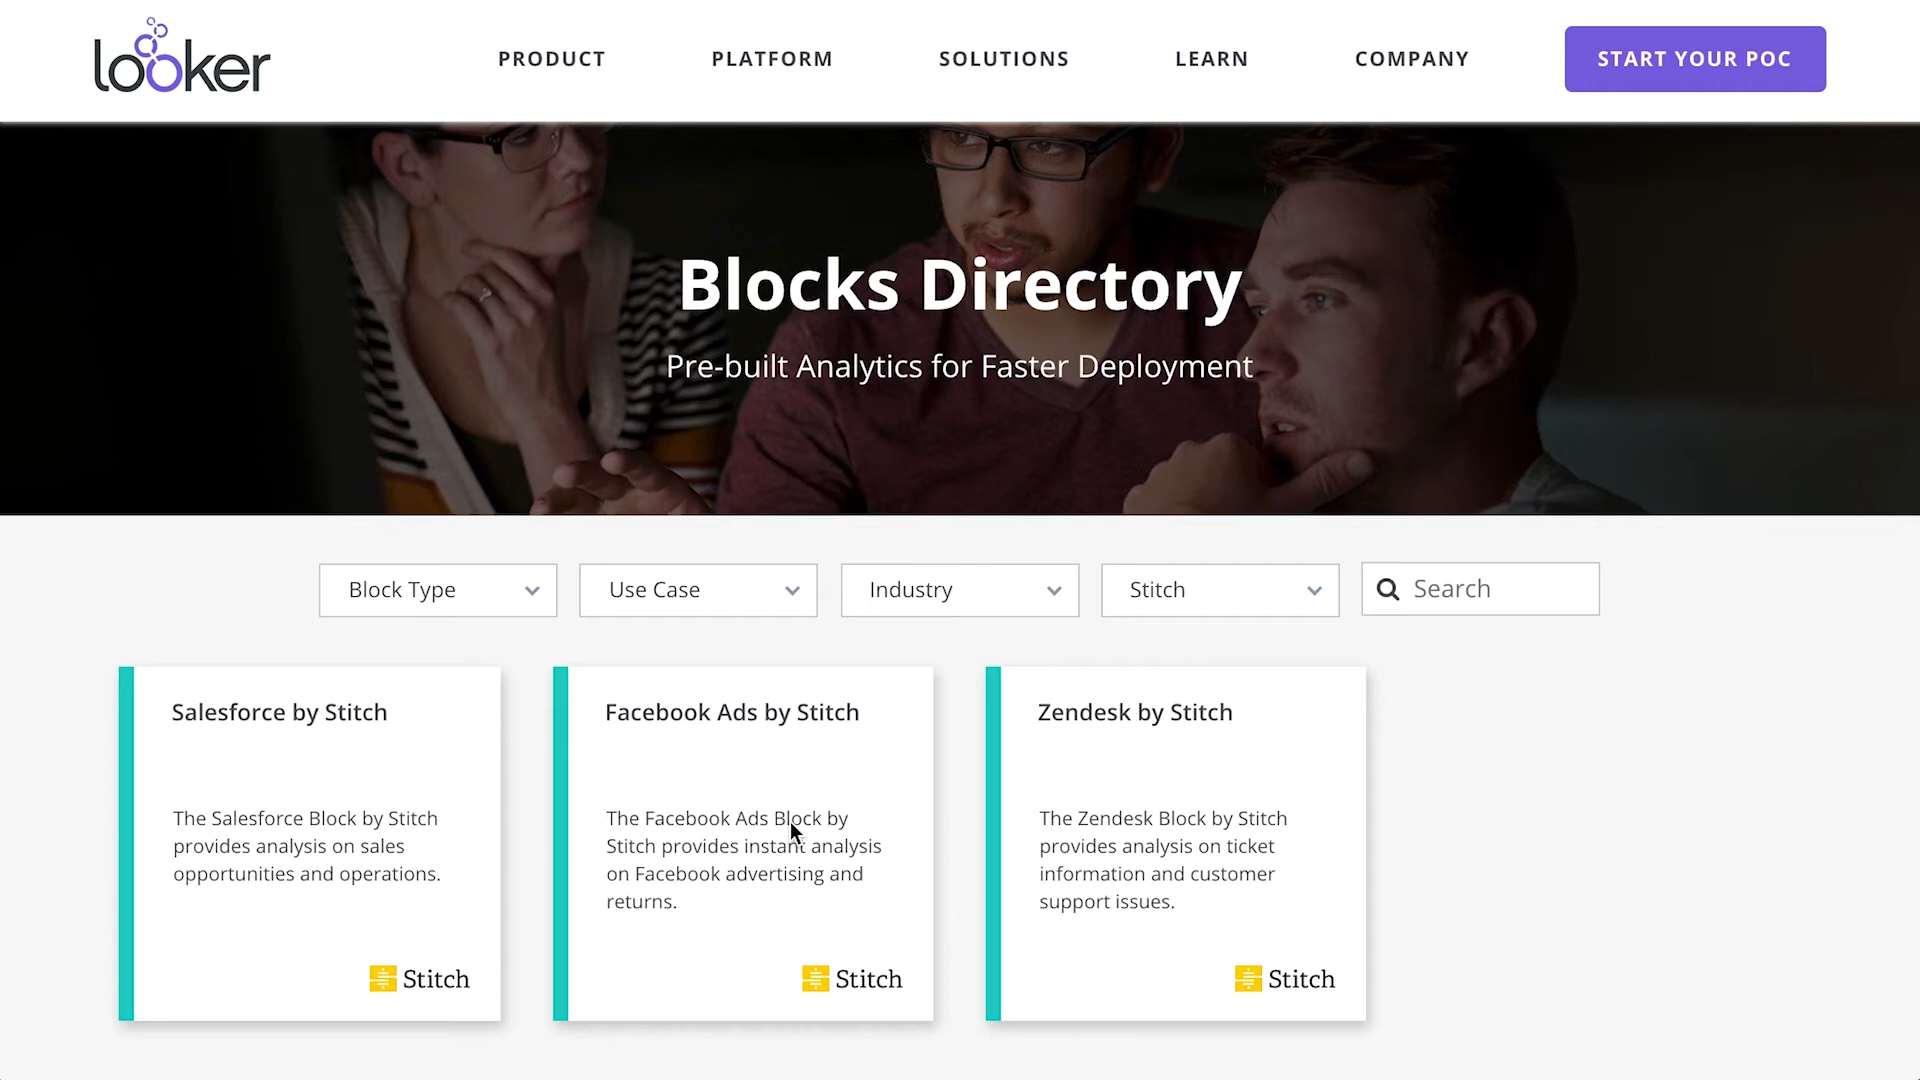 looker
PRODUCT
PLATFORM
SOLUTIONS
LEARN
COMPANY
START YOUR POC
Blocks Directory
Pre-built Analytics for Faster Deployment
Block Type
Use Case
Industry
Stitch
Search
Salesforce by Stitch
The Salesforce Block by Stitch
provides analysis on sales
opportunities and operations.
Stitch
Facebook Ads by Stitch
The Facebook Ads Block by
Stitch provides instant analysis
on Facebook advertising and
returns.
Stitch
Zendesk by Stitch
The Zendesk Block by Stitch
provides analysis on ticket
information and customer
support issues.
Stitch